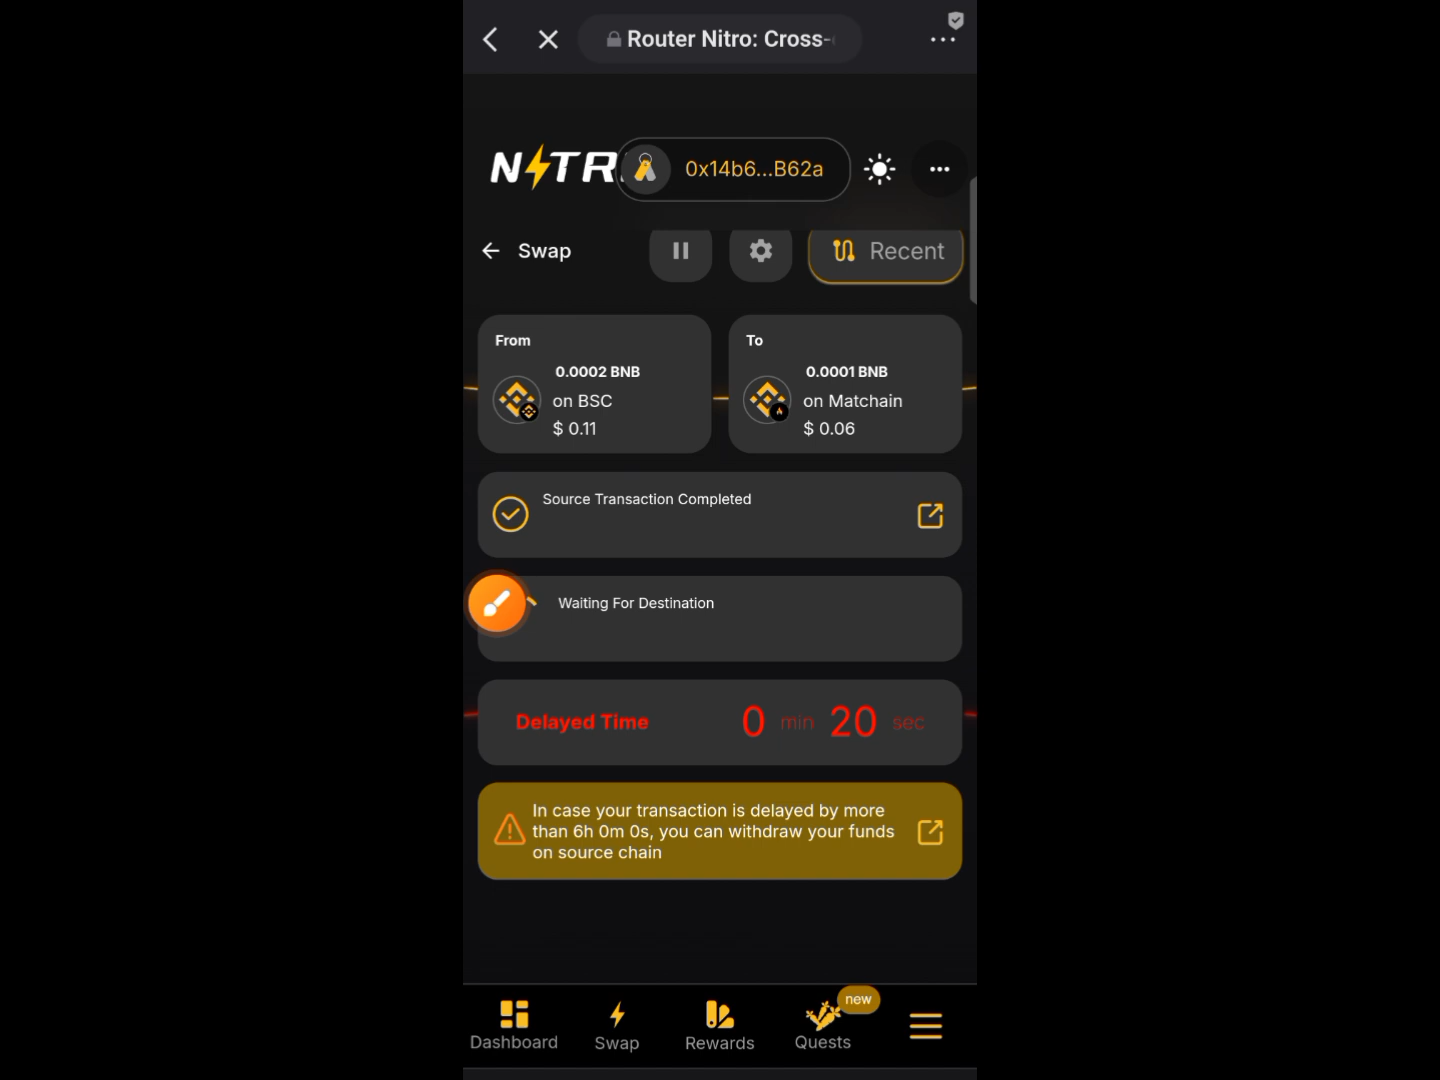 Router Nitro: Cross-
NTR
0x14b6...B62a
Swap
Recent
From
0.0002 BNB
on BSC
$ 0.11
To
0.0001 BNB
on Matchain
$ 0.06
Source Transaction Completed
Waiting For Destination
Delayed Time
0 min 20 sec
In case your transaction is delayed by more
than 6h 0m 0s, you can withdraw your funds
on source chain
new
Dashboard
Swap
Rewards
Quests